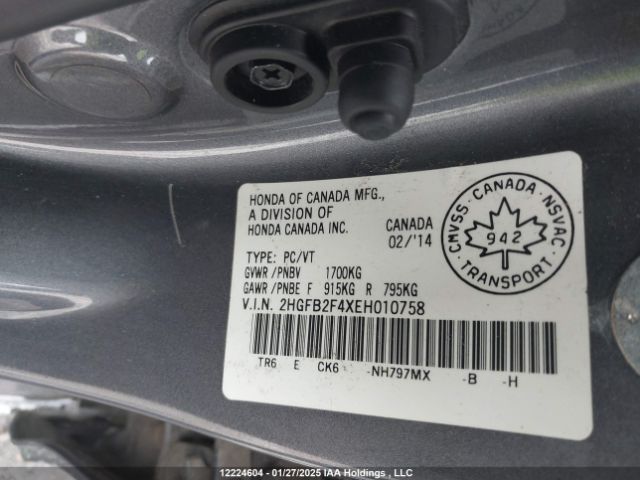 HONDA OF CANADA MFG.,
A DIVISION OF
HONDA CANADA INC.
CANADA
02/'14
TYPE: PC/VT
GVWR/PNBV 1700KG
GAWR/PNBE F 915KG R 795KG
V.I.N. 2HGFB2F4XEH010758
TR6 E CK6 -NH797MX -B -H
CMVSS · CANADA · NSVAC
942
TRANSPORT
12224604 - 01/27/2025 IAA Holdings , LLC